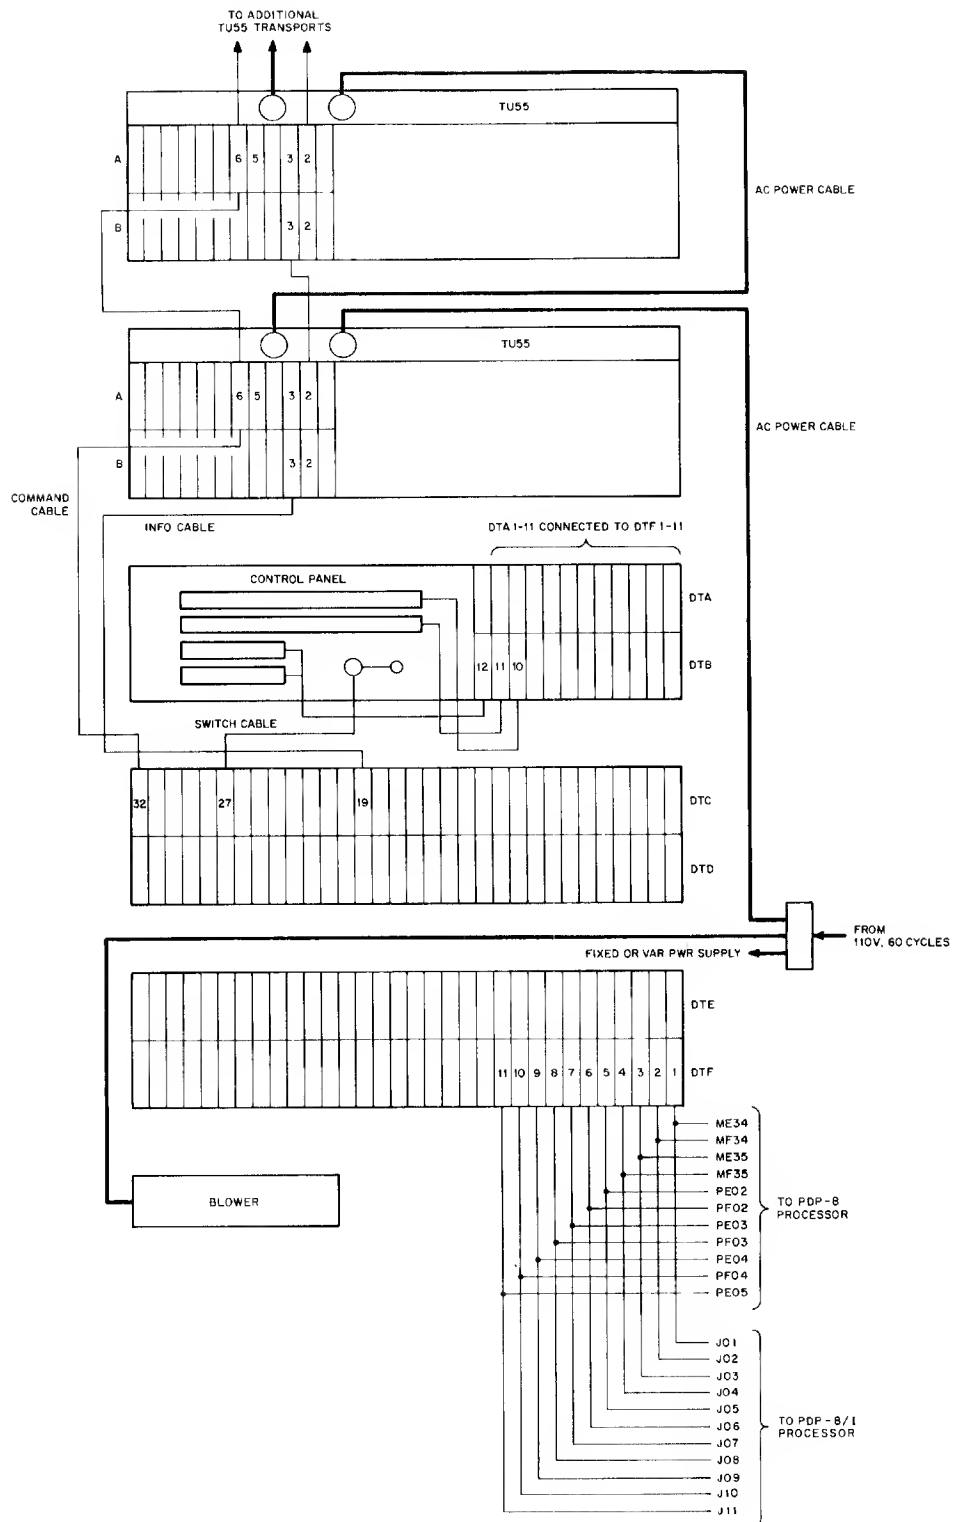 TO ADDITIONAL
TU55 TRANSPORTS
TU55
A
6 5 3 2
AC POWER CABLE
B
3 2
TU55
A
6 5 3 2
AC POWER CABLE
B
3 2
COMMAND
CABLE
INFO CABLE
DTA 1-11 CONNECTED TO DTF 1-11
CONTROL PANEL
DTA
12 11 10
DTB
SWITCH CABLE
32 27 19
DTC
DTD
FROM
110V, 60 CYCLES
FIXED OR VAR PWR SUPPLY
DTE
11 10 9 8 7 6 5 4 3 2 1
DTF
ME34
MF34
ME35
MF35
PE02
PF02
PE03
PF03
PE04
PF04
PE05
TO PDP-8
PROCESSOR
BLOWER
J01
J02
J03
J04
J05
J06
J07
J08
J09
J10
J11
TO PDP-8/I
PROCESSOR